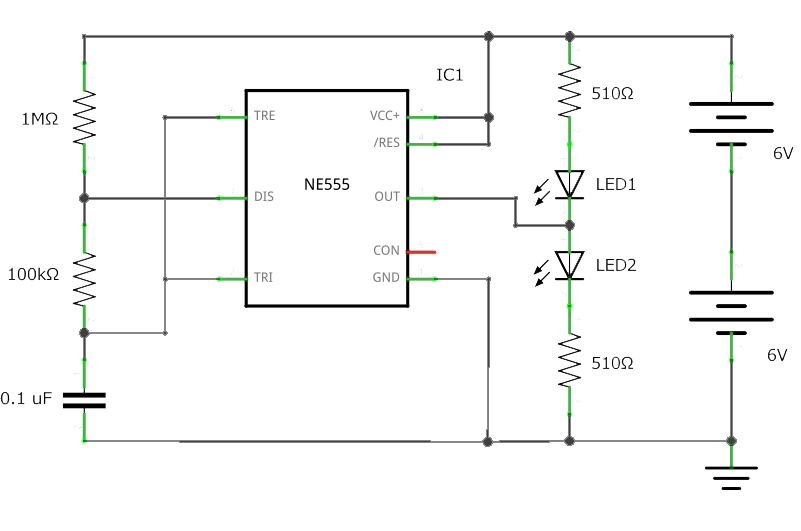 IC1
1MΩ
TRE
VCC+
510Ω
6V
/RES
NE555
LED1
DIS
OUT
CON
LED2
100kΩ
TRI
GND
510Ω
6V
0.1 uF